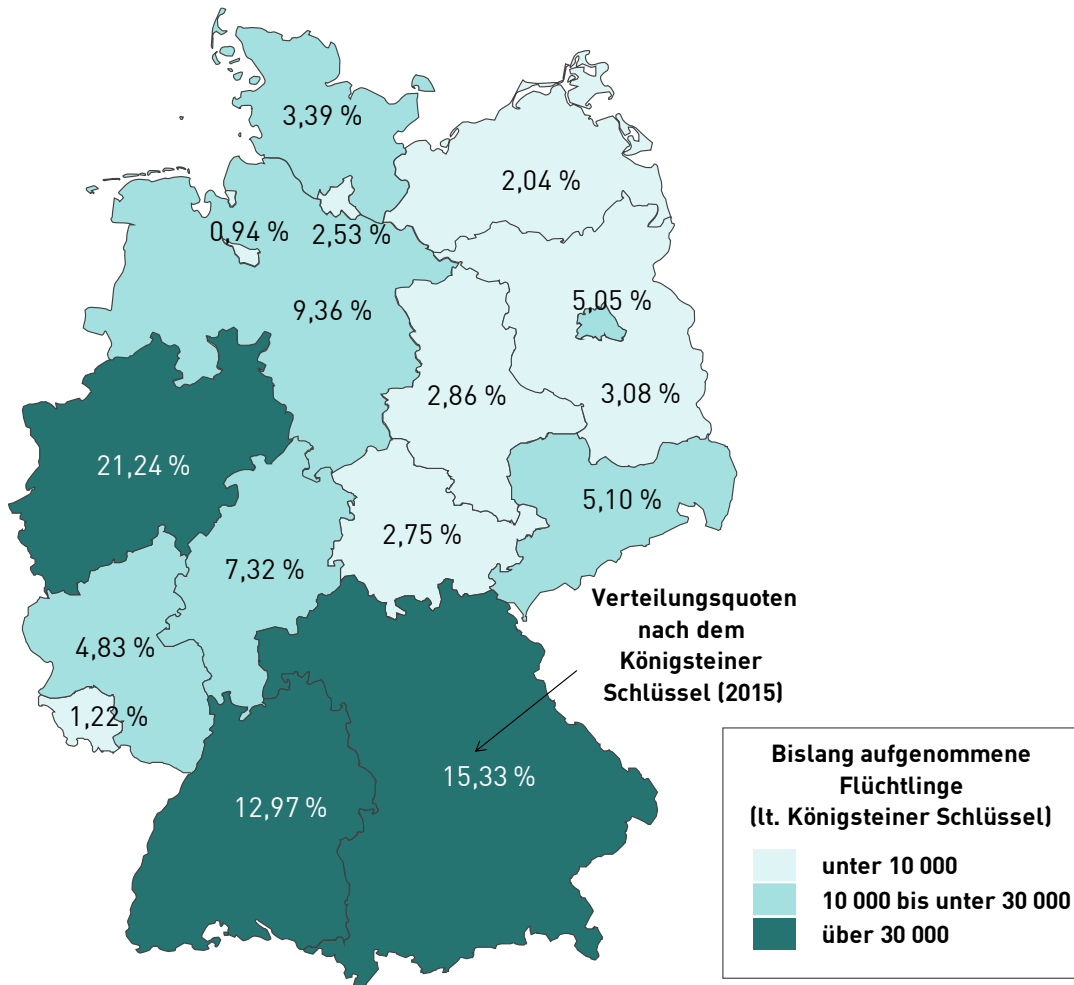 3,39 %
2,04 %
0,94 %
2,53 %
5,05 %
9,36 %
2,86 %
3,08 %
21,24 %
5,10 %
2,75 %
7,32 %
Verteilungsquoten
nach dem
Königsteiner
Schlüssel (2015)
4,83 %
1,22 %
15,33 %
12,97 %
Bislang aufgenommene
Flüchtlinge
(lt. Königsteiner Schlüssel)
unter 10 000
10 000 bis unter 30 000
über 30 000